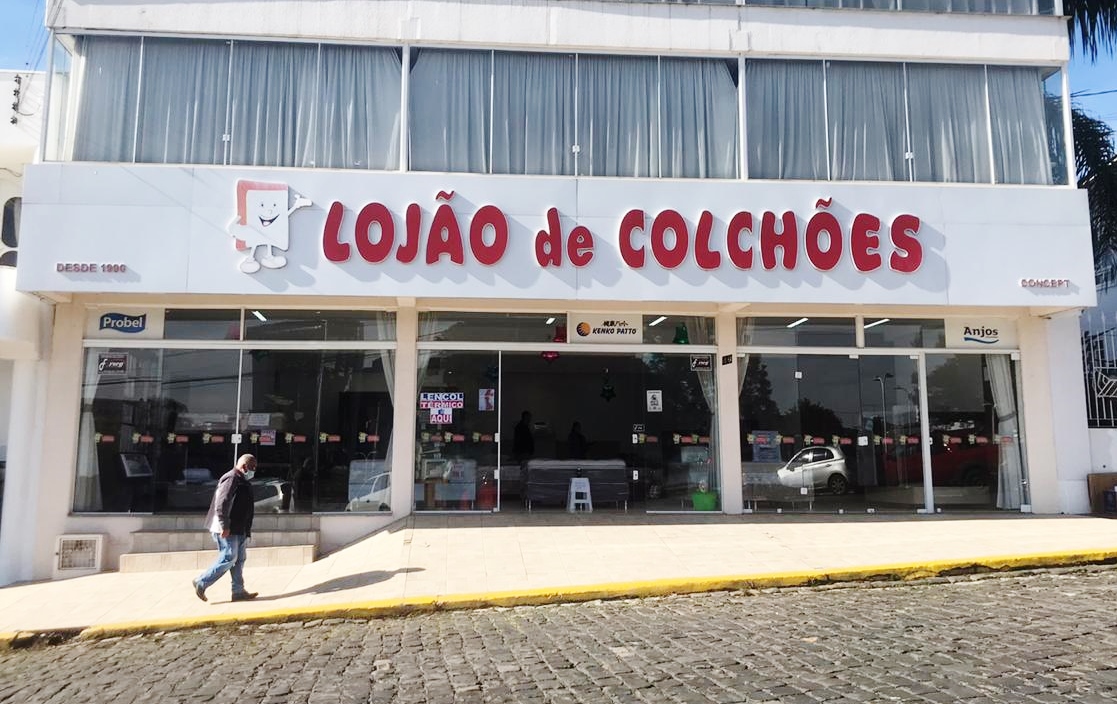 LOJÃO de COLCHÕES
DESDE 1990
CONCEPT
Probel
KENKO PATTO
Anjos
LENÇOL
TÉRMICO
AQUI